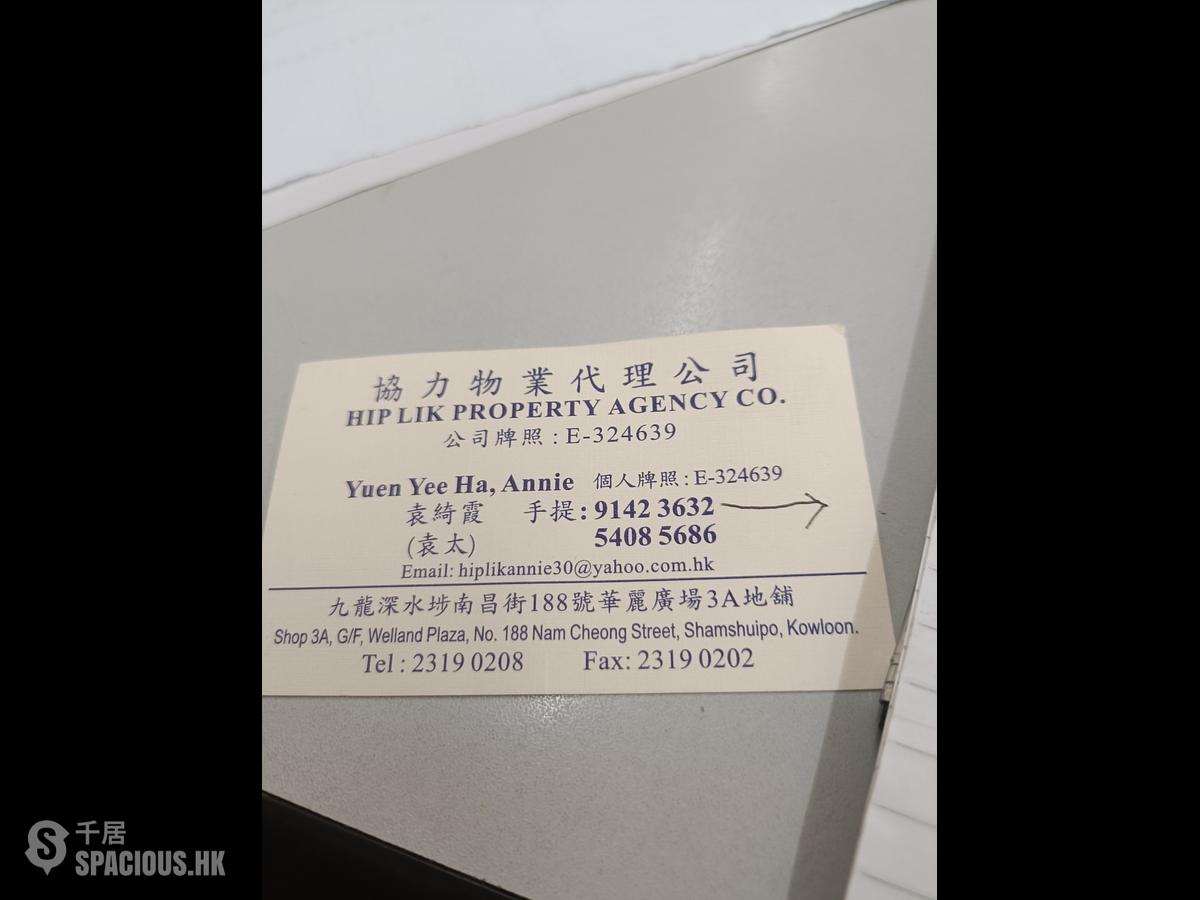 協力物業代理公司
HIP LIK PROPERTY AGENCY CO.
公司牌照 : E-324639
Yuen Yee Ha, Annie 個人牌照 : E-324639
袁綺霞 手提 : 9142 3632
(袁太) 5408 5686
Email: hiplikannie30@yahoo.com.hk
九龍深水埗南昌街188號華麗廣場3A地舖
Shop 3A, G/F, Welland Plaza, No. 188 Nam Cheong Street, Shamshuipo, Kowloon.
Tel : 2319 0208 Fax: 2319 0202
千居
SPACIOUS.HK